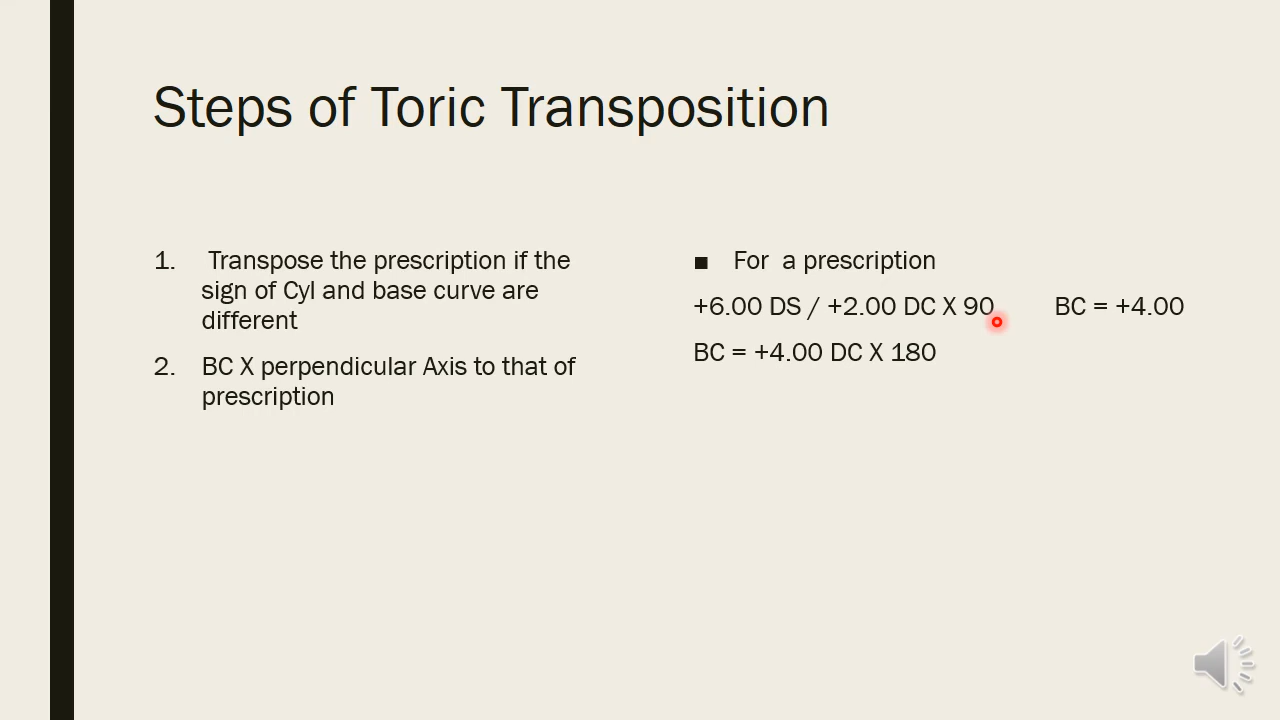 Steps of Toric Transposition
1. Transpose the prescription if the
sign of Cyl and base curve are
different
2. BC X perpendicular Axis to that of
prescription
■ For a prescription
+6.00 DS / +2.00 DC X 90 BC = +4.00
BC = +4.00 DC X 180